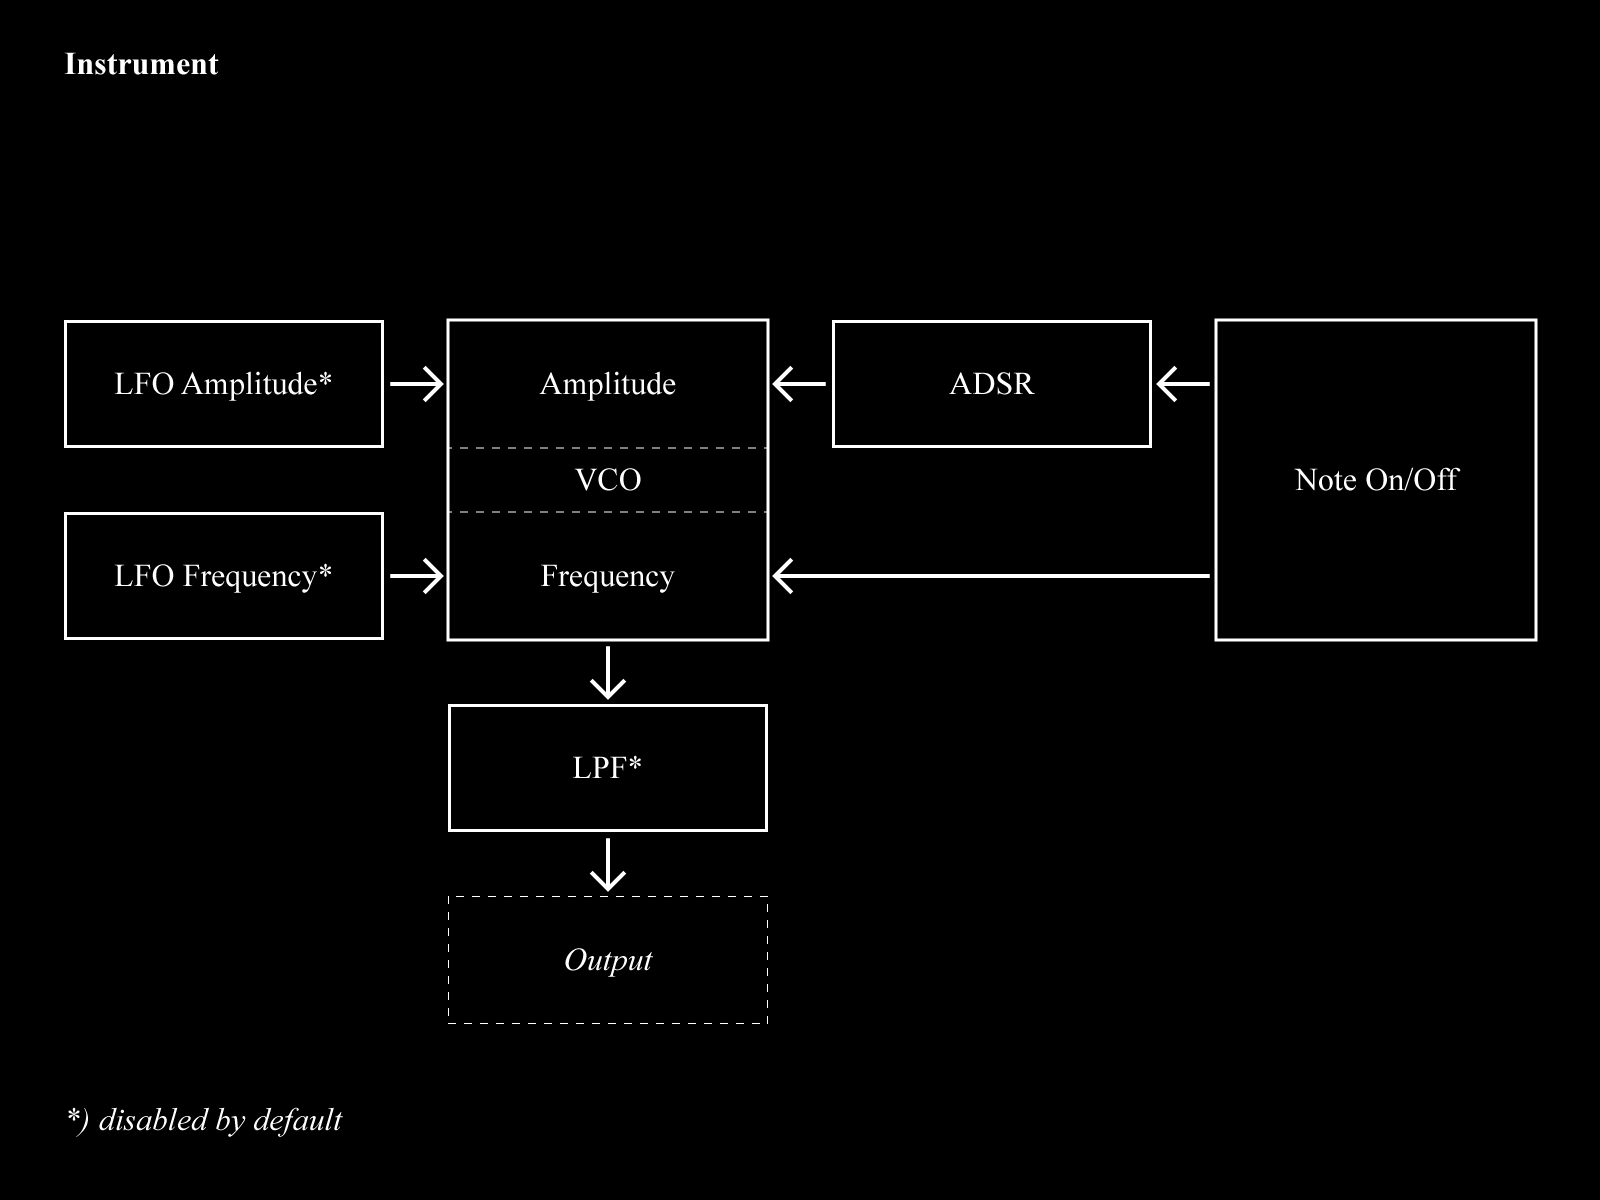 Instrument
LFO Amplitude*
Amplitude
ADSR
VCO
Note On/Off
LFO Frequency*
Frequency
LPF*
Output
*) disabled by default